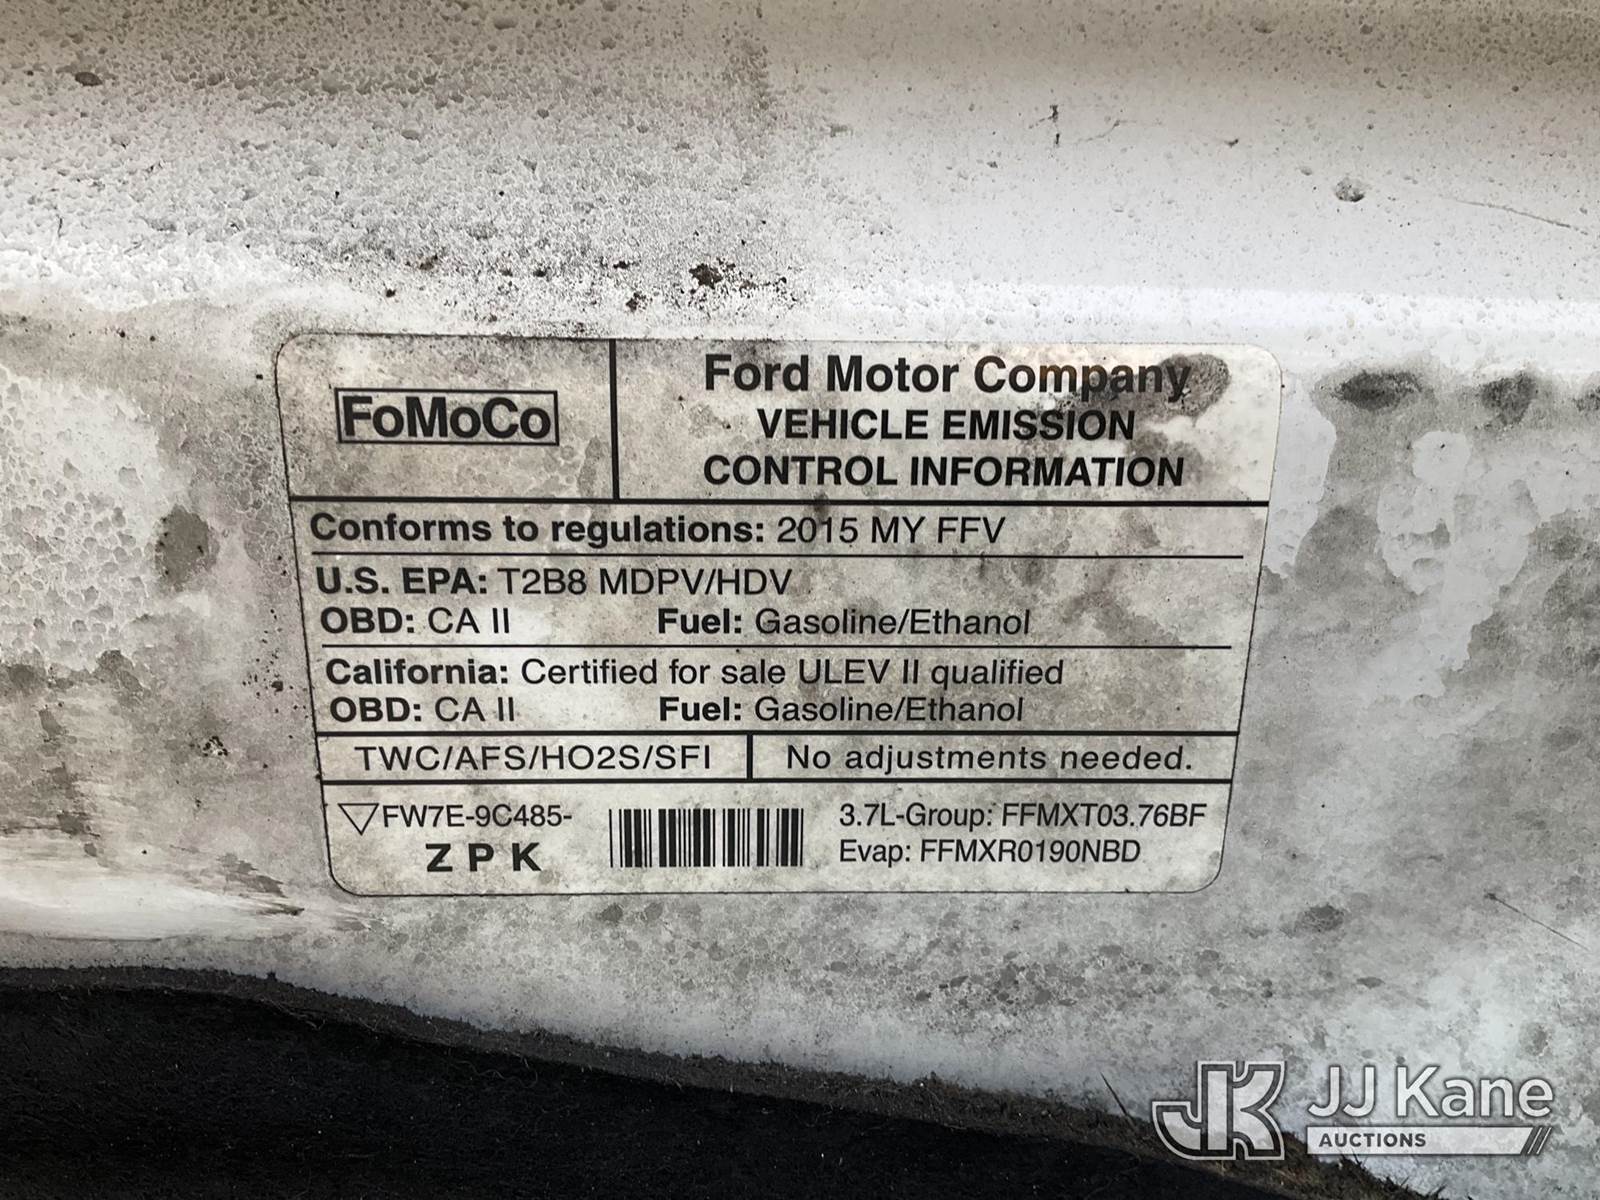 FoMoCo
Ford Motor Company
VEHICLE EMISSION
CONTROL INFORMATION
Conforms to regulations: 2015 MY FFV
U.S. EPA: T2B8 MDPV/HDV
OBD: CA II Fuel: Gasoline/Ethanol
California: Certified for sale ULEV II qualified
OBD: CA II Fuel: Gasoline/Ethanol
TWC/AFS/HO2S/SFI No adjustments needed.
FW7E-9C485-
Z P K
3.7L-Group: FFMXT03.76BF
Evap: FFMXR0190NBD
JK JJ Kane
AUCTIONS